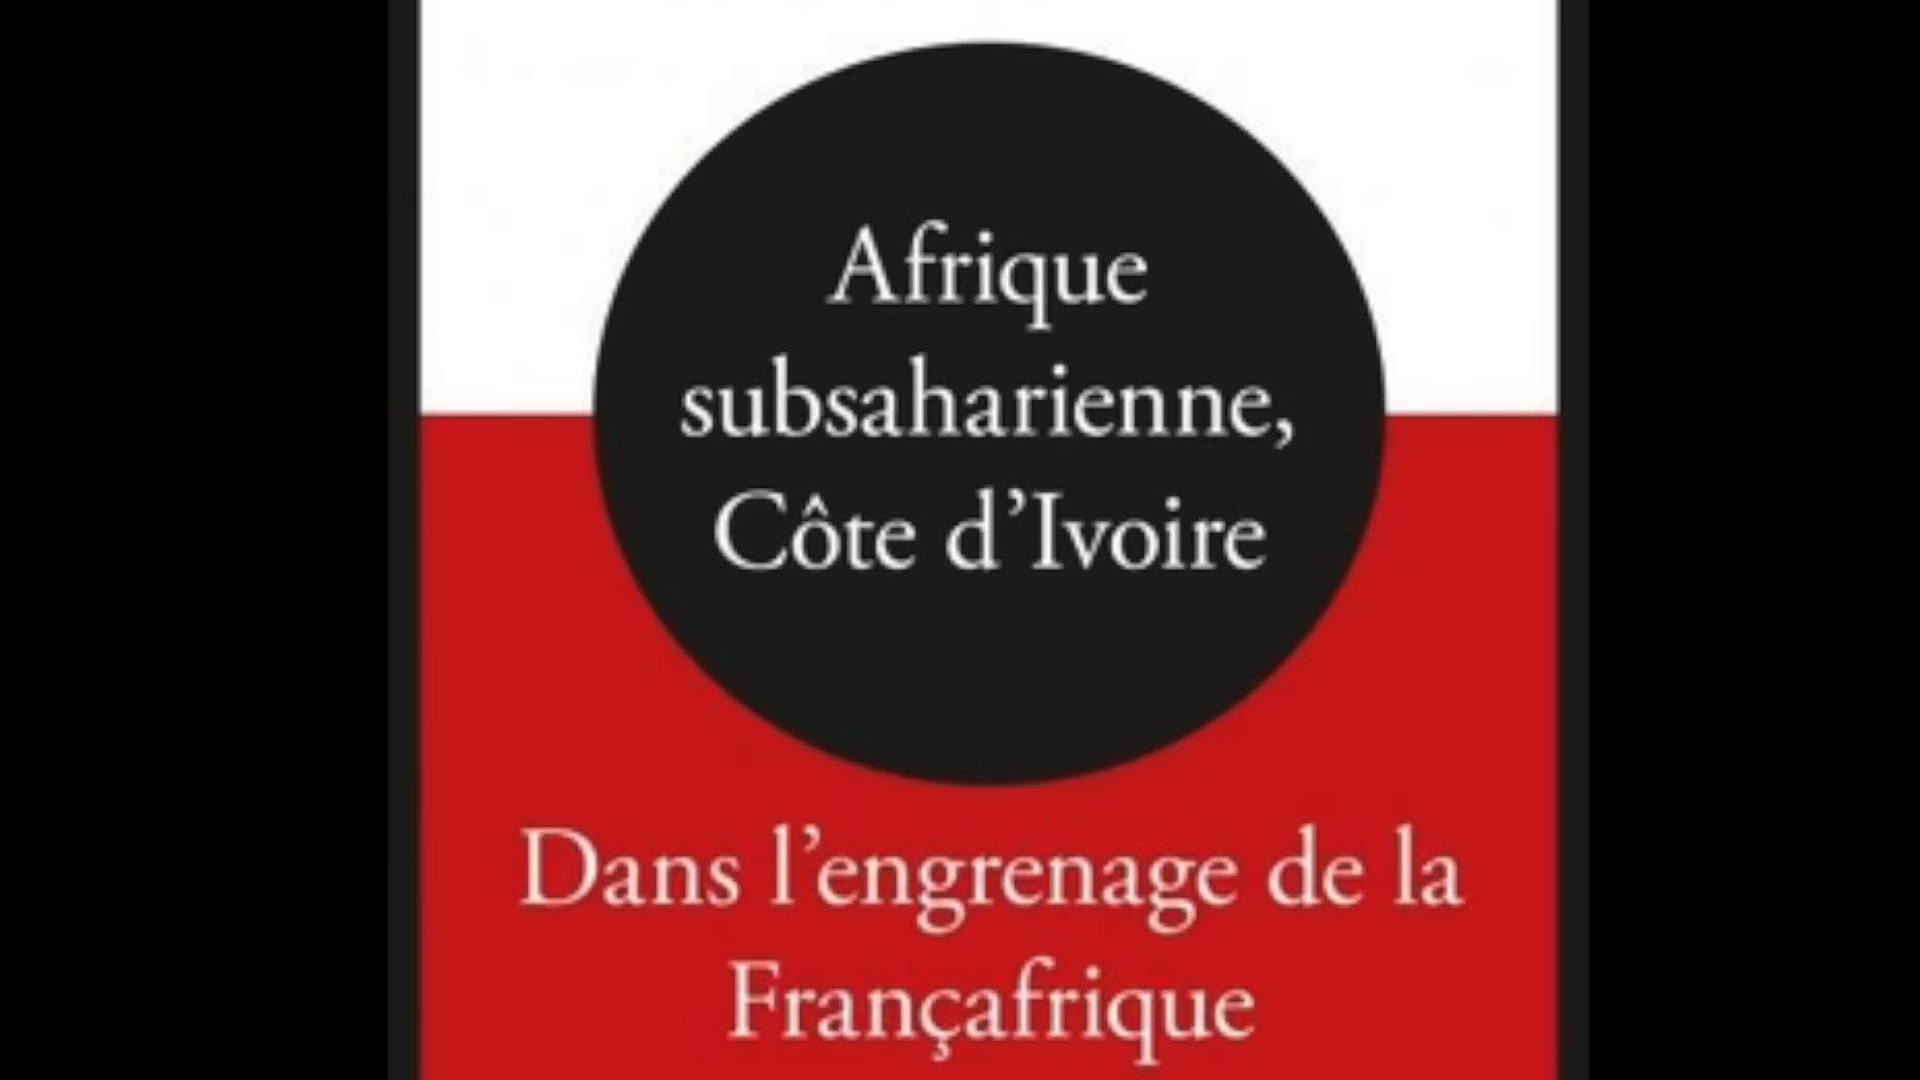 Afrique
subsaharienne,
Côte d’Ivoire
Dans l’engrenage de la
Françafrique